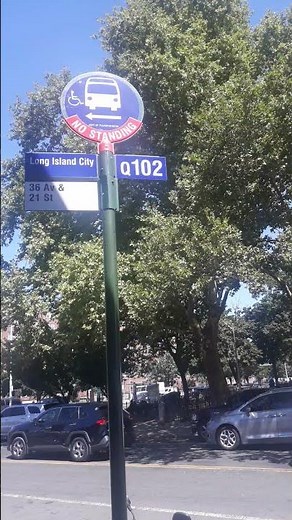 NO STANDING
Long Island City
Q102
36 Av &
21 St